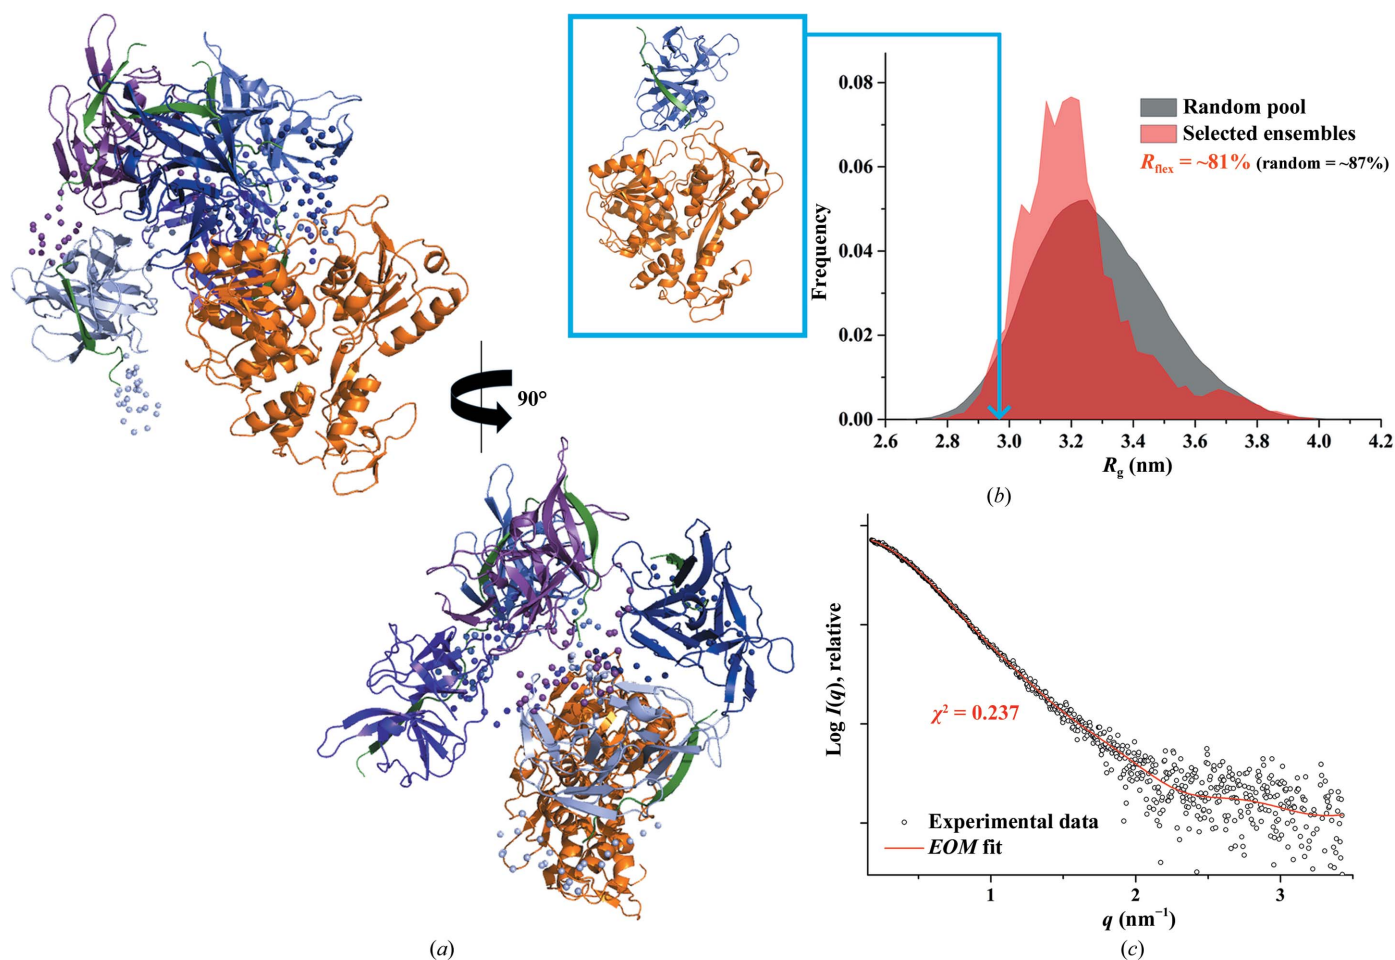 90°
(a)
0.08
0.06
0.04
0.02
0.00
Frequency
Random pool
Selected ensembles
Rflex = ~81% (random = ~87%)
2.6 2.8 3.0 3.2 3.4 3.6 3.8 4.0 4.2
Rg (nm)
(b)
Log I(q), relative
χ² = 0.237
Experimental data
EOM fit
1 2 3
q (nm⁻¹)
(c)